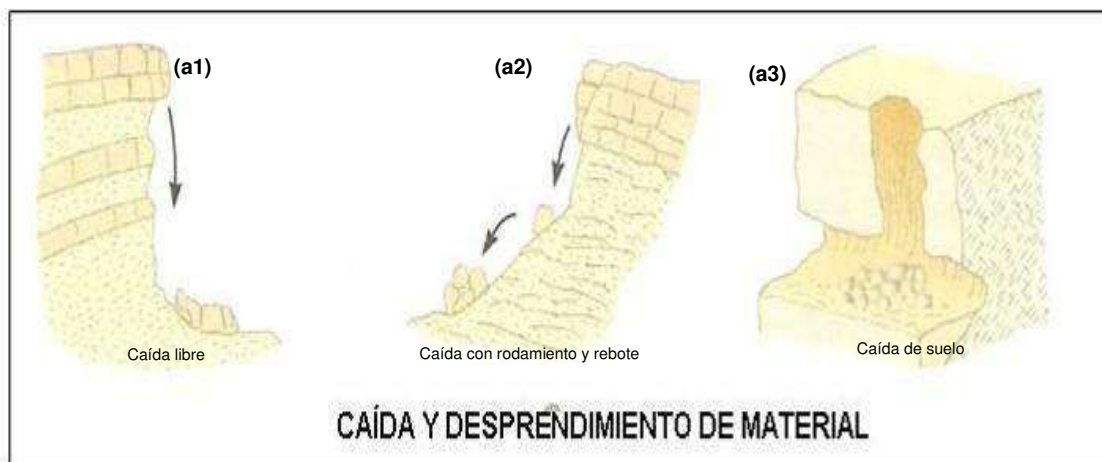 (a1)
(a2)
(a3)
Caída libre
Caída con rodamiento y rebote
Caída de suelo
CAÍDA Y DESPRENDIMIENTO DE MATERIAL